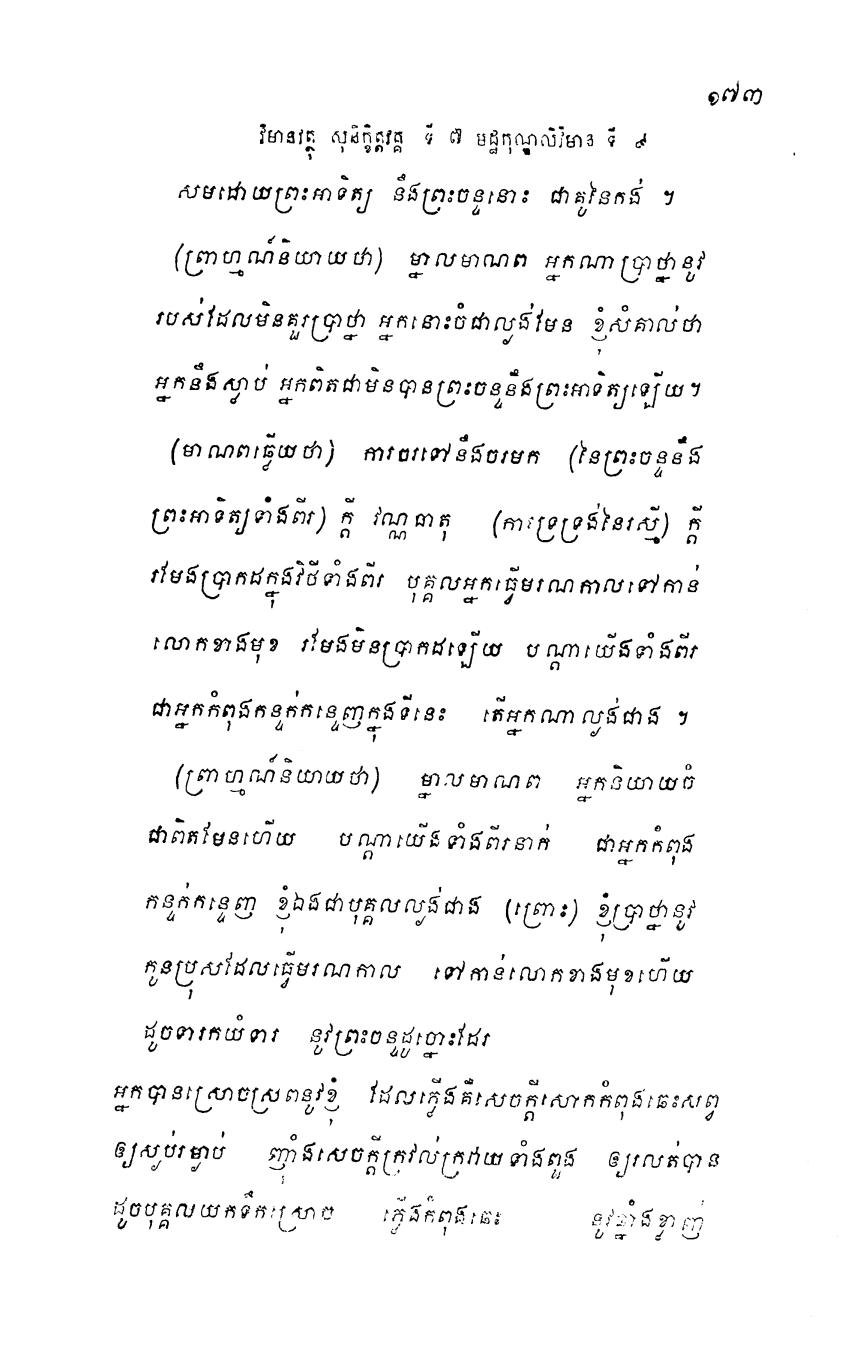 ១៧៣
វិមានវត្ថុ សុនិក្ខិត្តវគ្គ ទី ៧ មដ្ឋកុណ្ឌលិវិមាន ទី ៩
សមដោយព្រះអាទិត្យ នឹងព្រះចន្ទនោះ ជាគូនៃកង់ ។
(ព្រាហ្មណ៍និយាយថា) ម្នាលមាណព អ្នកណាប្រាថ្នានូវ
របស់ដែលមិនគួរប្រាថ្នា អ្នកនោះចំជាល្ងង់មែន ខ្ញុំសំគាល់ថា
អ្នកនឹងស្លាប់ អ្នកពិតជាមិនបានព្រះចន្ទនឹងព្រះអាទិត្យឡើយ។
(មាណពឆ្លើយថា) ការចរទៅនឹងចរមក (នៃព្រះចន្ទនឹង
ព្រះអាទិត្យទាំងពីរ) ក្តី វណ្ណធាតុ (ការទ្រទ្រង់នៃរស្មី) ក្តី
រមែងប្រាកដក្នុងវិថីទាំងពីរ បុគ្គលអ្នកធ្វើមរណកាលទៅកាន់
លោកខាងមុខ រមែងមិនប្រាកដឡើយ បណ្តាយើងទាំងពីរ
ជាអ្នកកំពុងកន្ទក់កន្ទេញក្នុងទីនេះ តើអ្នកណាល្ងង់ជាង ។
(ព្រាហ្មណ៍និយាយថា) ម្នាលមាណព អ្នកនិយាយចំ
ជាពិតមែនហើយ បណ្តាយើងទាំងពីរនាក់ ជាអ្នកកំពុង
កន្ទក់កន្ទេញ ខ្ញុំឯងជាបុគ្គលល្ងង់ជាង (ព្រោះ) ខ្ញុំប្រាថ្នានូវ
កូនប្រុសដែលធ្វើមរណកាល ទៅកាន់លោកខាងមុខហើយ
ដូចទារកយំទារ នូវព្រះចន្ទដូច្នោះដែរ
អ្នកបានស្រោចស្រពនូវខ្ញុំ ដែលភ្លើងគឺសេចក្តីសោកកំពុងឆេះសព្វ
ឲ្យស្ងប់រម្ងាប់ ញុំាងសេចក្តីក្រវល់ក្រវាយទាំងពួង ឲ្យរលត់បាន
ដូចបុគ្គលយកទឹកស្រោច ភ្លើងកំពុងឆេះ នូវឆ្នាំងខ្លាញ់